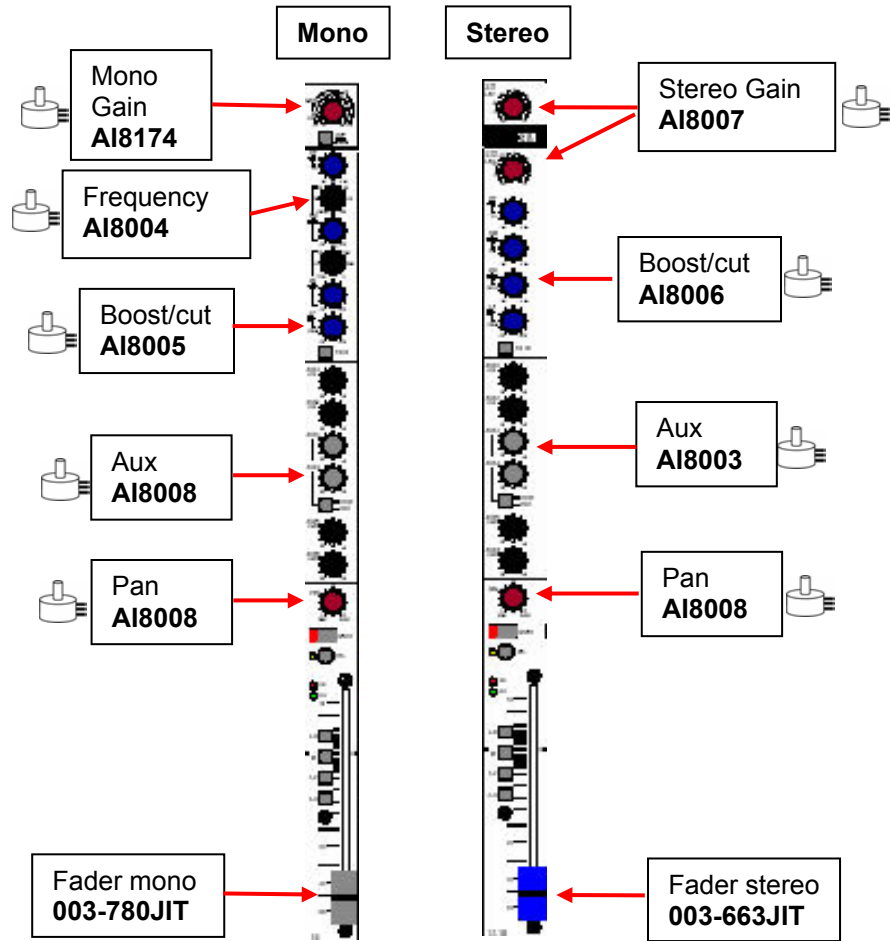 Mono
Stereo
Mono
Gain
AI8174
Stereo Gain
AI8007
Frequency
AI8004
Boost/cut
AI8006
Boost/cut
AI8005
Aux
AI8008
Aux
AI8003
Pan
AI8008
Pan
AI8008
Fader mono
003-780JIT
Fader stereo
003-663JIT